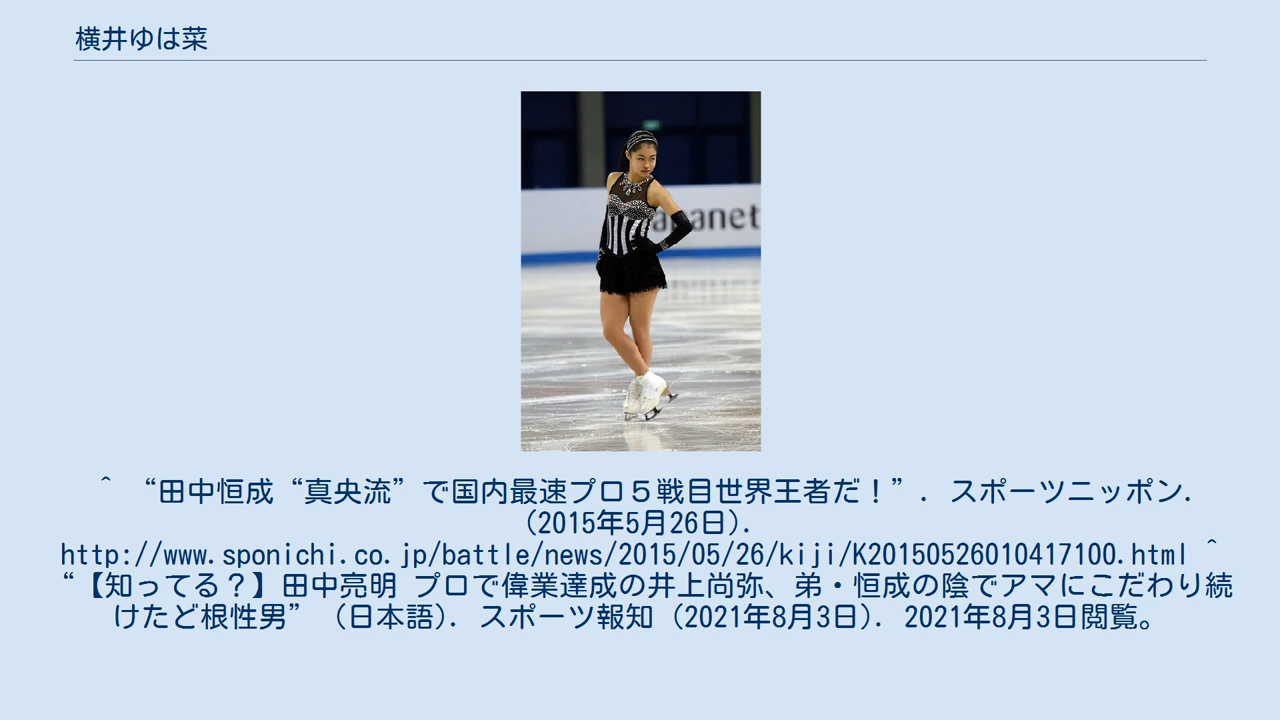 横井ゆは菜
apanet
^ “田中恒成“真央流”で国内最速プロ５戦目世界王者だ！”. スポーツニッポン.
(2015年5月26日).
http://www.sponichi.co.jp/battle/news/2015/05/26/kiji/K20150526010417100.html ^
“【知ってる？】田中亮明 プロで偉業達成の井上尚弥、弟・恒成の陰でアマにこだわり続
けたど根性男” (日本語). スポーツ報知 (2021年8月3日). 2021年8月3日閲覧。